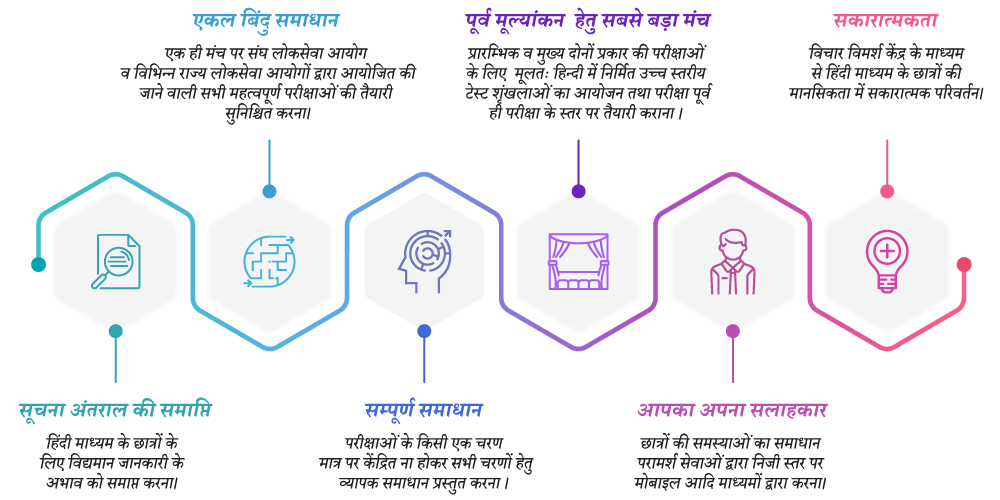 एकल बिंदु समाधान
एक ही मंच पर संघ लोकसेवा आयोग
व विभिन्न राज्य लोकसेवा आयोगों द्वारा आयोजित की
जाने वाली सभी महत्वपूर्ण परीक्षाओं की तैयारी
सुनिश्चित करना।
पूर्व मूल्यांकन हेतु सबसे बड़ा मंच
प्रारम्भिक व मुख्य दोनों प्रकार की परीक्षाओं
के लिए मूलतः हिन्दी में निर्मित उच्च स्तरीय
टेस्ट शृंखलाओं का आयोजन तथा परीक्षा पूर्व
ही परीक्षा के स्तर पर तैयारी कराना ।
सकारात्मकता
विचार विमर्श केंद्र के माध्यम
से हिंदी माध्यम के छात्रों की
मानसिकता में सकारात्मक परिवर्तन।
सूचना अंतराल की समाप्ति
हिंदी माध्यम के छात्रों के
लिए विद्यमान जानकारी के
अभाव को समाप्त करना।
सम्पूर्ण समाधान
परीक्षाओं के किसी एक चरण
मात्र पर केंद्रित ना होकर सभी चरणों हेतु
व्यापक समाधान प्रस्तुत करना ।
आपका अपना सलाहकार
छात्रों की समस्याओं का समाधान
परामर्श सेवाओं द्वारा निजी स्तर पर
मोबाइल आदि माध्यमों द्वारा करना।